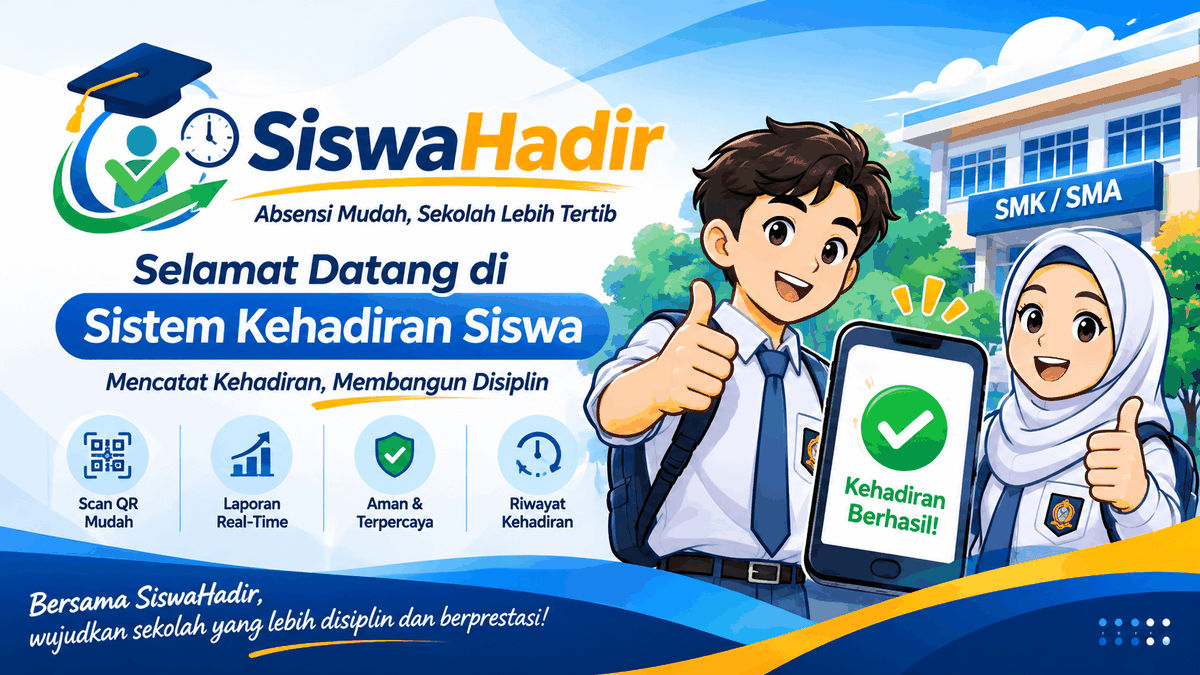 SiswaHadir
Absensi Mudah, Sekolah Lebih Tertib
Selamat Datang di
Sistem Kehadiran Siswa
Mencatat Kehadiran, Membangun Disiplin
Scan QR
Mudah
Laporan
Real-Time
Aman &
Terpercaya
Riwayat
Kehadiran
Bersama SiswaHadir,
wujudkan sekolah yang lebih disiplin dan berprestasi!
SMK / SMA
Kehadiran
Berhasil!